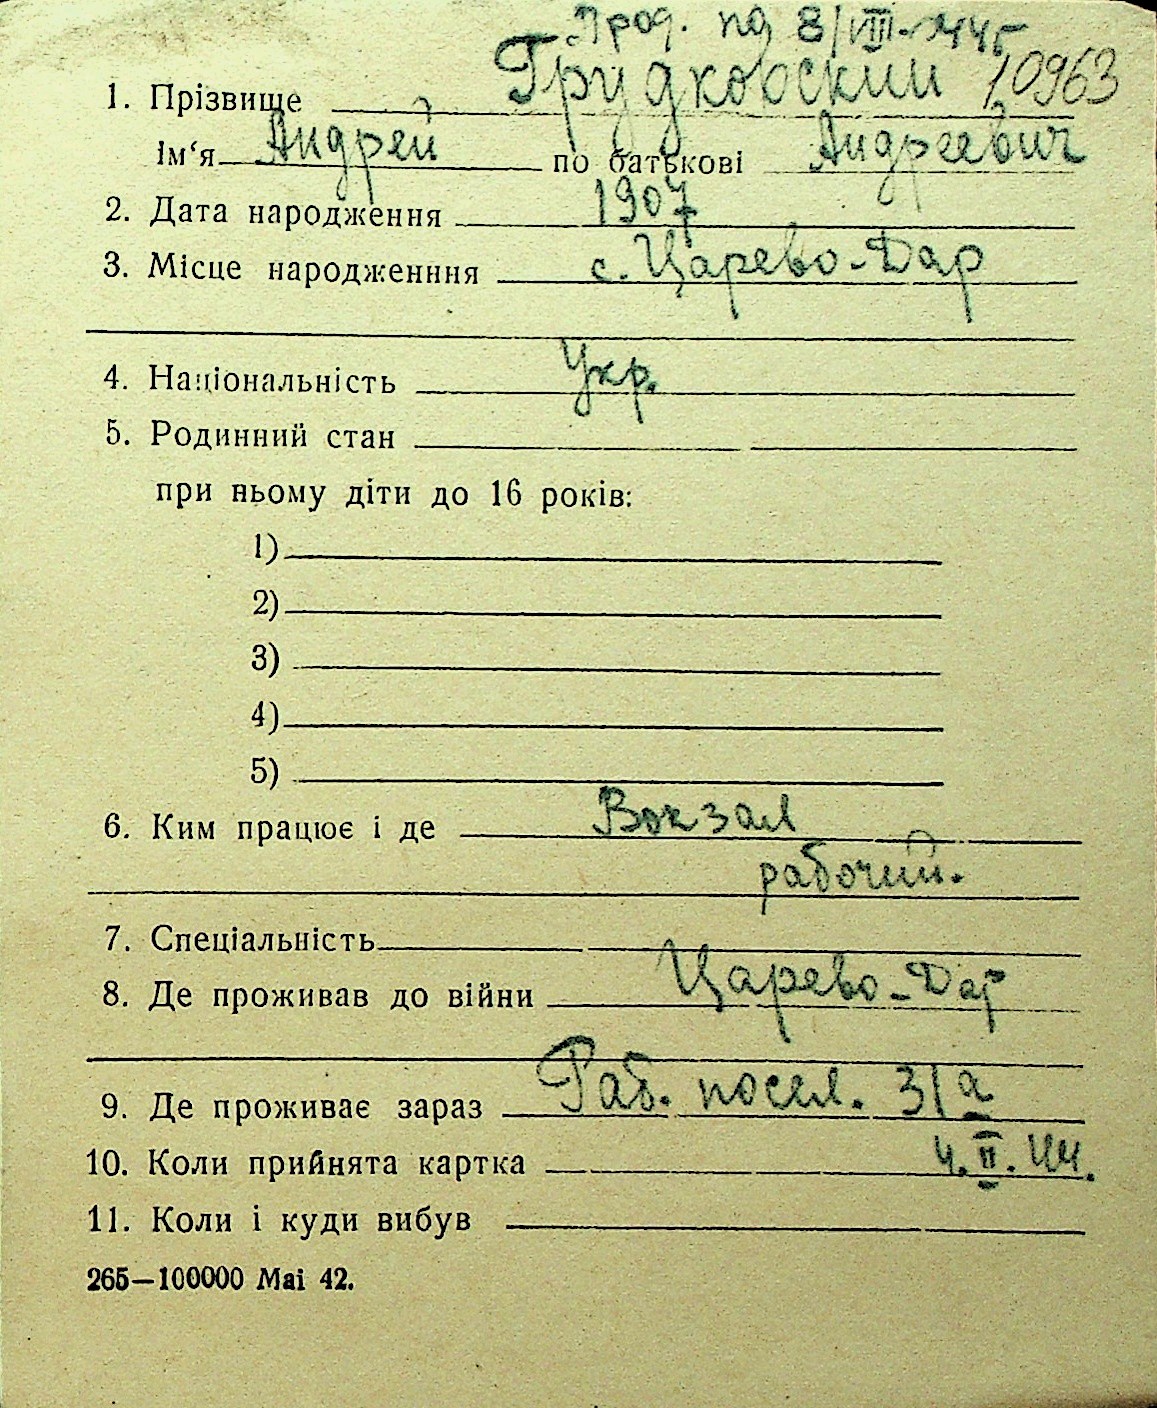 Прод. по 8/VIII-44г
10963
1. Прізвище Грудковский
Ім‘я Андрей по батькові Андреевич
2. Дата народження 1907
3. Місце народженння с. Царево-Дар
4. Національність Укр.
5. Родинний стан
при ньому діти до 16 років:
1)
2)
3)
4)
5)
6. Ким працює і де Вокзал
рабочий.
7. Спеціальність
8. Де проживав до війни Царево-Дар
9. Де проживає зараз Раб. посел. 3/а
10. Коли прийнята картка 4.II.44.
11. Коли і куди вибув
265—100000 Mai 42.